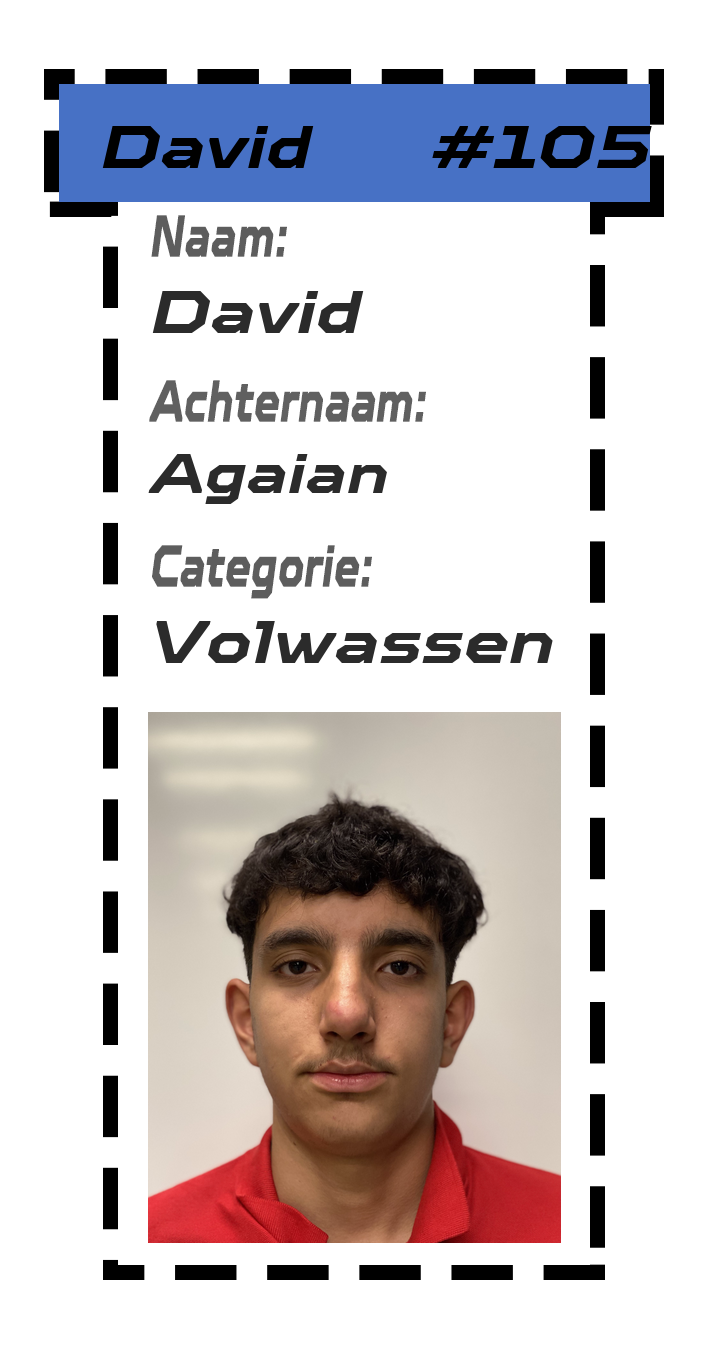 David #105
Naam:
David
Achternaam:
Agaian
Categorie:
Volwassen